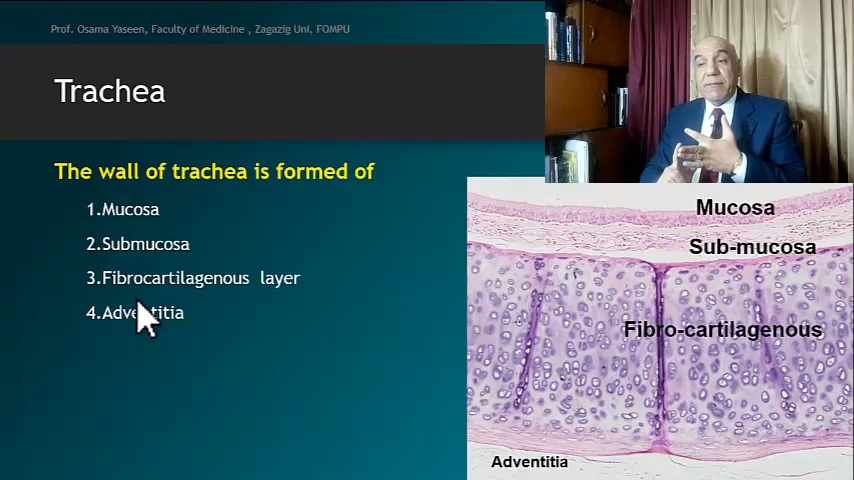 Prof. Osama Yaseen, Faculty of Medicine , Zagazig Uni, FOMPU
Trachea
The wall of trachea is formed of
1.Mucosa
2.Submucosa
3.Fibrocartilagenous layer
4.Adventitia
Mucosa
Sub-mucosa
Fibro-cartilagenous
Adventitia